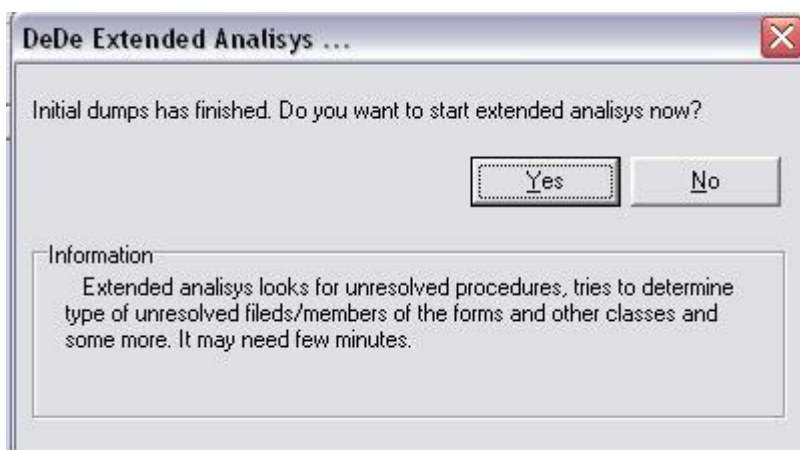 DeDe Extended Analisys ...
Initial dumps has finished. Do you want to start extended analisys now?
Yes
No
Information
Extended analisys looks for unresolved procedures, tries to determine
type of unresolved fileds/members of the forms and other classes and
some more. It may need few minutes.